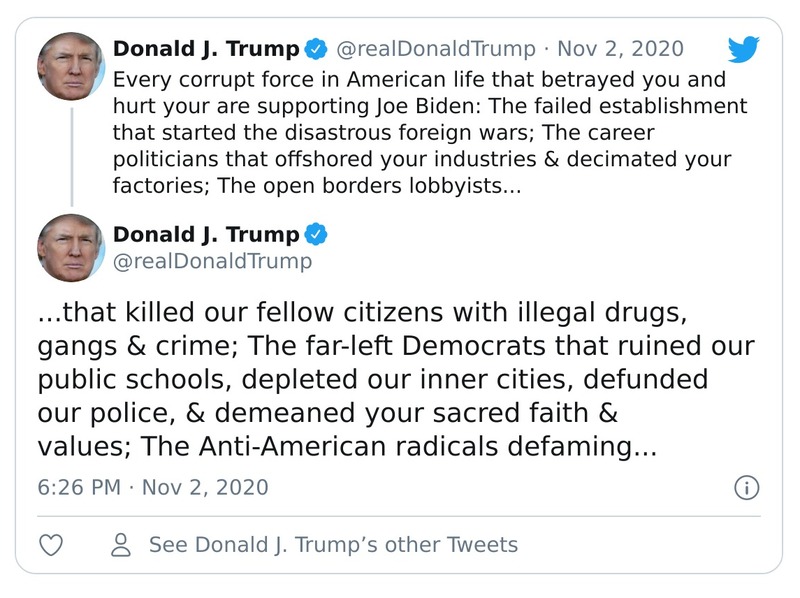 Donald J. Trump @realDonaldTrump · Nov 2, 2020
Every corrupt force in American life that betrayed you and
hurt your are supporting Joe Biden: The failed establishment
that started the disastrous foreign wars; The career
politicians that offshored your industries & decimated your
factories; The open borders lobbyists...
Donald J. Trump
@realDonaldTrump
...that killed our fellow citizens with illegal drugs,
gangs & crime; The far-left Democrats that ruined our
public schools, depleted our inner cities, defunded
our police, & demeaned your sacred faith &
values; The Anti-American radicals defaming...
6:26 PM · Nov 2, 2020
See Donald J. Trump’s other Tweets